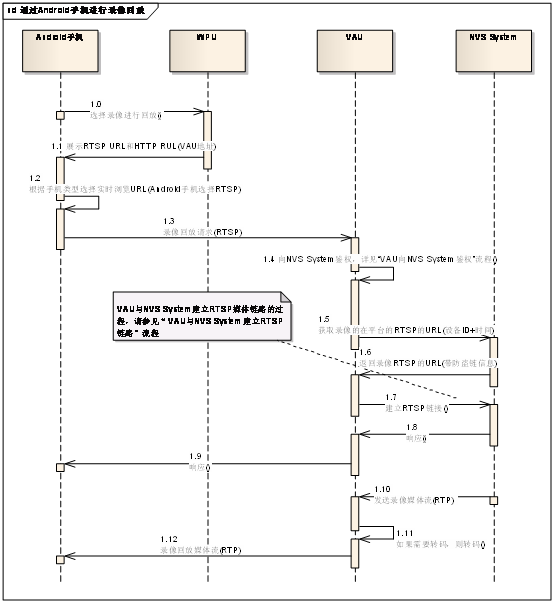 sd 通过Android手机进行录像回放
Android手机
WPU
VAU
NVS System
1.0
选择录像进行回放()
1.1 展示RTSP URL和HTTP RUL(VAU地址)
1.2
根据手机类型选择实时浏览URL(Android手机选择RTSP)
1.3
录像回放请求(RTSP)
1.4 向NVS System鉴权，详见“VAU向NVS System鉴权”流程()
VAU与NVS System建立RTSP媒体链路的过
程，请参见“VAU与NVS System建立RTSP
链路”流程
1.5
获取录像的在平台的RTSP的URL(设备ID+时间)
1.6
返回录像RTSP的URL(带防盗链信息)
1.7
建立RTSP链接()
1.8
响应()
1.9
响应()
1.10
发送录像媒体流(RTP)
1.11
如果需要转码，则转码()
1.12
录像回放媒体流(RTP)